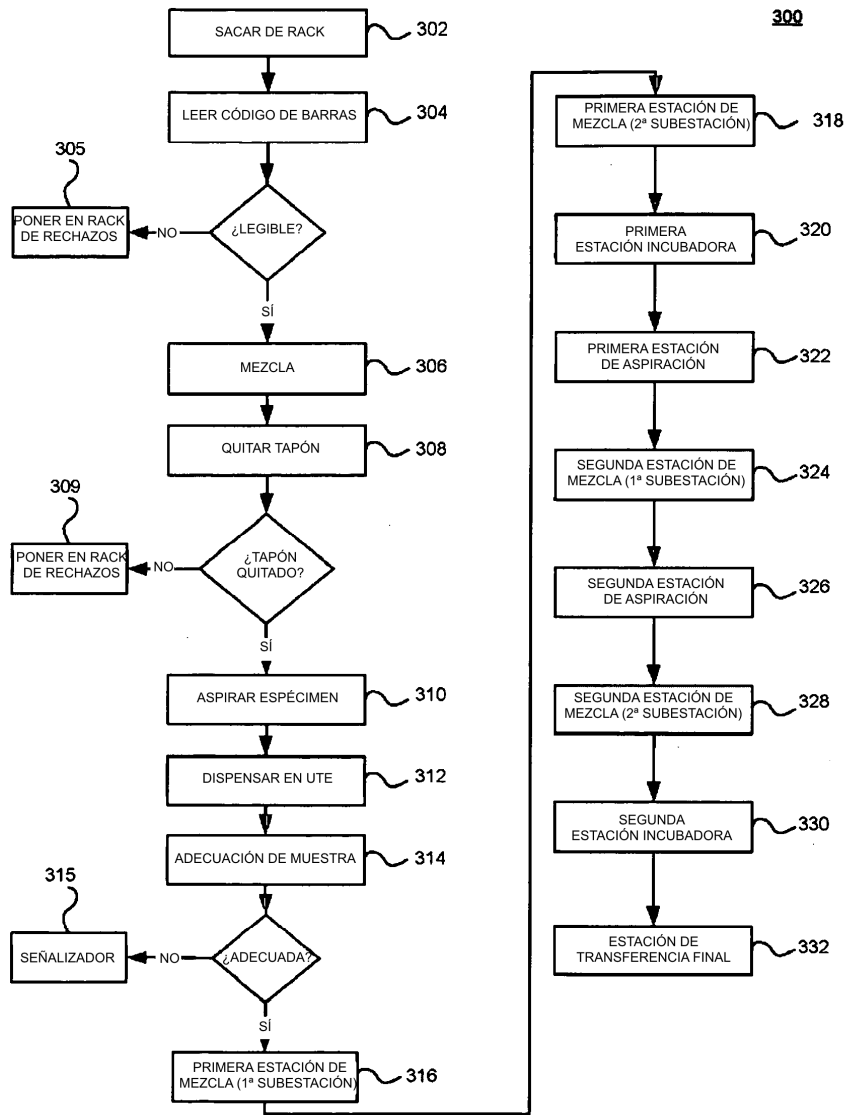 300
SACAR DE RACK
302
LEER CÓDIGO DE BARRAS
304
305
PONER EN RACK
DE RECHAZOS
NO
¿LEGIBLE?
SÍ
MEZCLA
306
QUITAR TAPÓN
308
309
PONER EN RACK
DE RECHAZOS
NO
¿TAPÓN
QUITADO?
SÍ
ASPIRAR ESPÉCIMEN
310
DISPENSAR EN UTE
312
ADECUACIÓN DE MUESTRA
314
315
SEÑALIZADOR
NO
¿ADECUADA?
SÍ
PRIMERA ESTACIÓN DE
MEZCLA (1ª SUBESTACIÓN)
316
PRIMERA ESTACIÓN DE
MEZCLA (2ª SUBESTACIÓN)
318
PRIMERA
ESTACIÓN INCUBADORA
320
PRIMERA ESTACIÓN
DE ASPIRACIÓN
322
SEGUNDA ESTACIÓN DE
MEZCLA (1ª SUBESTACIÓN)
324
SEGUNDA ESTACIÓN
DE ASPIRACIÓN
326
SEGUNDA ESTACIÓN DE
MEZCLA (2ª SUBESTACIÓN)
328
SEGUNDA
ESTACIÓN INCUBADORA
330
ESTACIÓN DE
TRANSFERENCIA FINAL
332